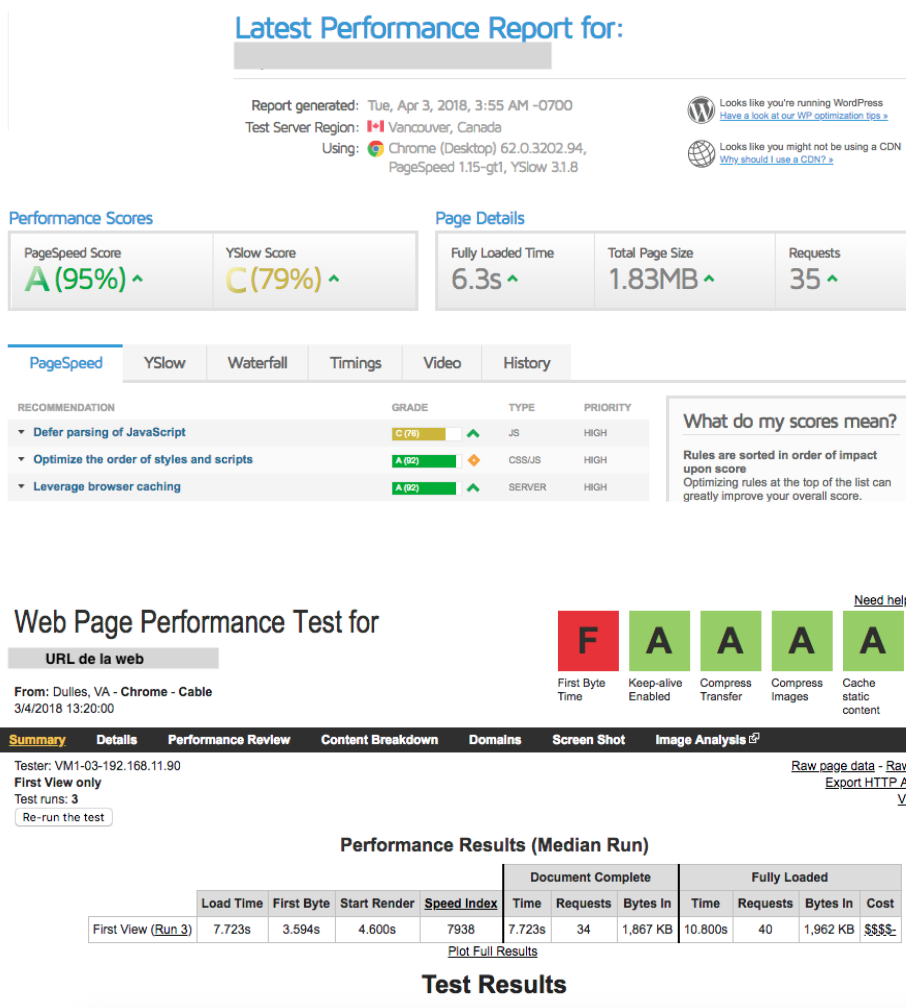 Latest Performance Report for:
Report generated: Tue, Apr 3, 2018, 3:55 AM -0700
Test Server Region: Vancouver, Canada
Using: Chrome (Desktop) 62.0.3202.94,
PageSpeed 1.15-gt1, YSlow 3.1.8
Looks like you're running WordPress
Have a look at our WP optimization tips »
Looks like you might not be using a CDN
Why should I use a CDN? »
Performance Scores
PageSpeed Score
A (95%)
YSlow Score
C (79%)
Page Details
Fully Loaded Time
6.3s
Total Page Size
1.83MB
Requests
35
PageSpeed YSlow Waterfall Timings Video History
RECOMMENDATION GRADE TYPE PRIORITY
Defer parsing of JavaScript C (76) JS HIGH
Optimize the order of styles and scripts A (92) CSS/JS HIGH
Leverage browser caching A (92) SERVER HIGH
What do my scores mean?
Rules are sorted in order of impact
upon score
Optimizing rules at the top of the list can
greatly improve your overall score.
Need help
Web Page Performance Test for
URL de la web
From: Dulles, VA - Chrome - Cable
3/4/2018 13:20:00
F
First Byte
Time
A
Keep-alive
Enabled
A
Compress
Transfer
A
Compress
Images
A
Cache
static
content
Summary Details Performance Review Content Breakdown Domains Screen Shot Image Analysis
Tester: VM1-03-192.168.11.90
First View only
Test runs: 3
Re-run the test
Raw page data - Raw
Export HTTP A
V
Performance Results (Median Run)
Document Complete Fully Loaded
Load Time First Byte Start Render Speed Index Time Requests Bytes In Time Requests Bytes In Cost
First View (Run 3) 7.723s 3.594s 4.600s 7938 7.723s 34 1,867 KB 10.800s 40 1,962 KB $$$$-
Plot Full Results
Test Results